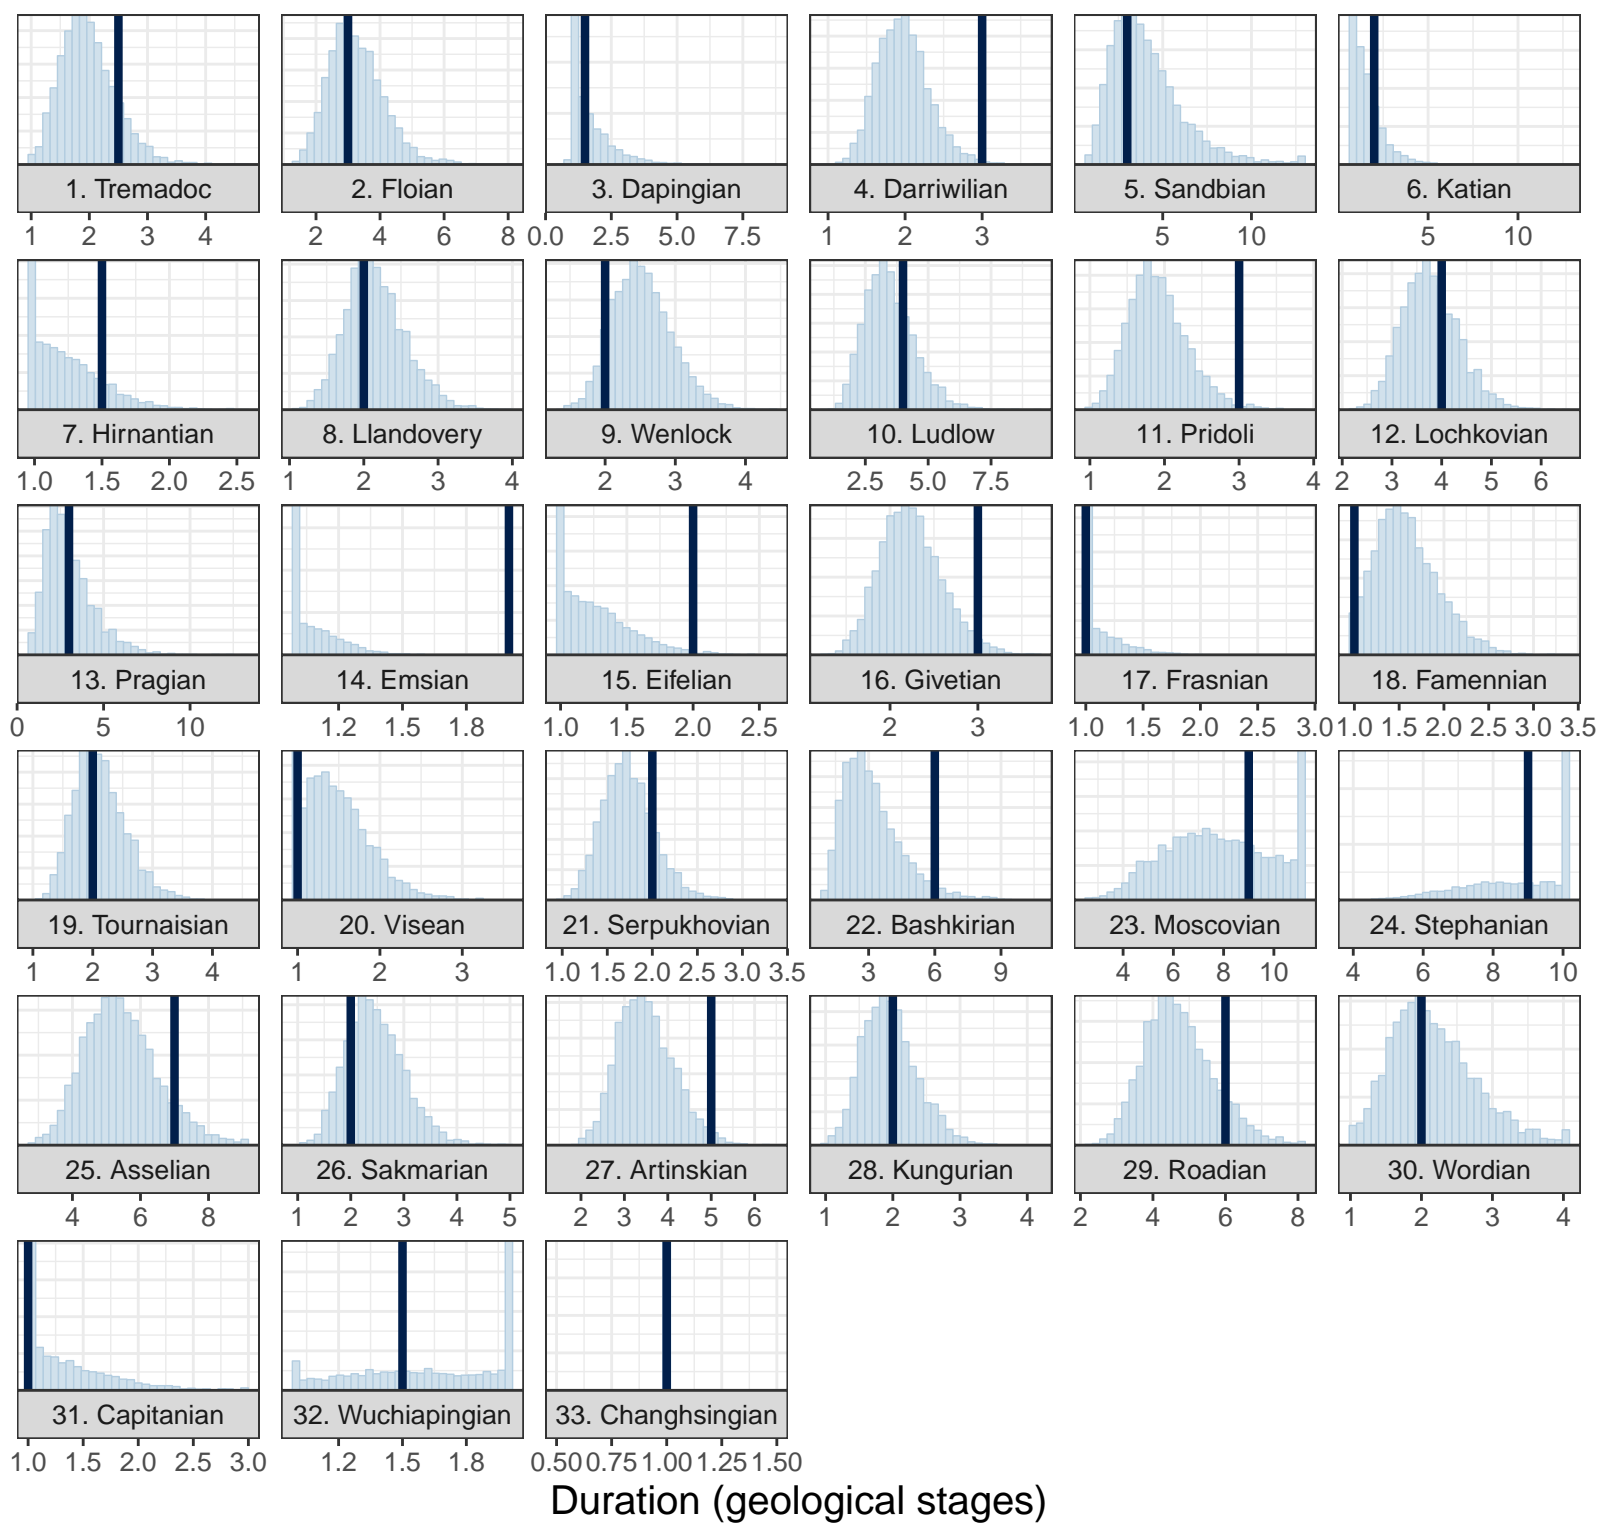 1. Tremadoc 2. Floian 3. Dapingian 4. Darriwilian 5. Sandbian 6. Katian
1 2 3 4 2 4 6 8 0.0 2.5 5.0 7.5 1 2 3 5 10 5 10
7. Hirnantian 8. Llandovery 9. Wenlock 10. Ludlow 11. Pridoli 12. Lochkovian
1.0 1.5 2.0 2.5 1 2 3 4 2 3 4 2.5 5.0 7.5 1 2 3 4 2 3 4 5 6
13. Pragian 14. Emsian 15. Eifelian 16. Givetian 17. Frasnian 18. Famennian
0 5 10 1.2 1.5 1.8 1.0 1.5 2.0 2.5 2 3 1.0 1.5 2.0 2.5 3.0 1.0 1.5 2.0 2.5 3.0 3.5
19. Tournaisian 20. Visean 21. Serpukhovian 22. Bashkirian 23. Moscovian 24. Stephanian
1 2 3 4 1 2 3 1.0 1.5 2.0 2.5 3.0 3.5 3 6 9 4 6 8 10 4 6 8 10
25. Asselian 26. Sakmarian 27. Artinskian 28. Kungurian 29. Roadian 30. Wordian
4 6 8 1 2 3 4 5 2 3 4 5 6 1 2 3 4 2 4 6 8 1 2 3 4
31. Capitanian 32. Wuchiapingian 33. Changhsingian
1.0 1.5 2.0 2.5 3.0 1.2 1.5 1.8 0.50 0.75 1.00 1.25 1.50
Duration (geological stages)